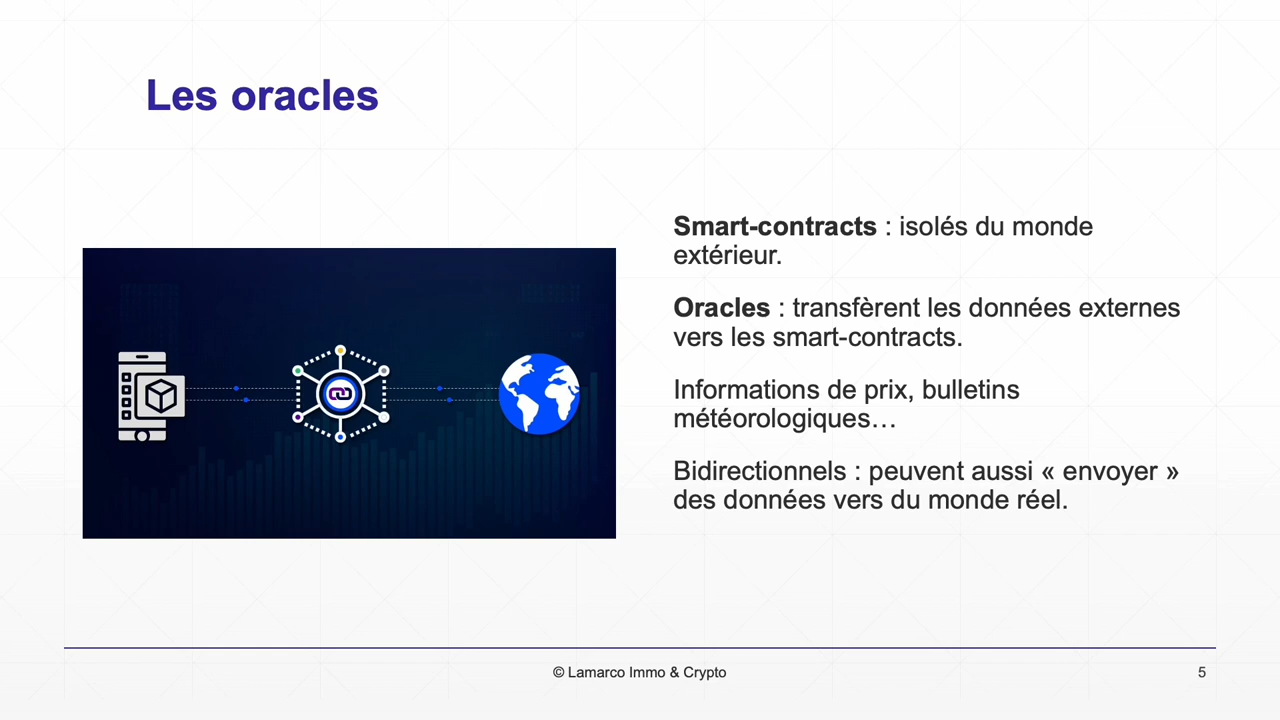 Les oracles
Smart-contracts : isolés du monde
extérieur.
Oracles : transfèrent les données externes
vers les smart-contracts.
Informations de prix, bulletins
météorologiques…
Bidirectionnels : peuvent aussi « envoyer »
des données vers du monde réel.
© Lamarco Immo & Crypto
5